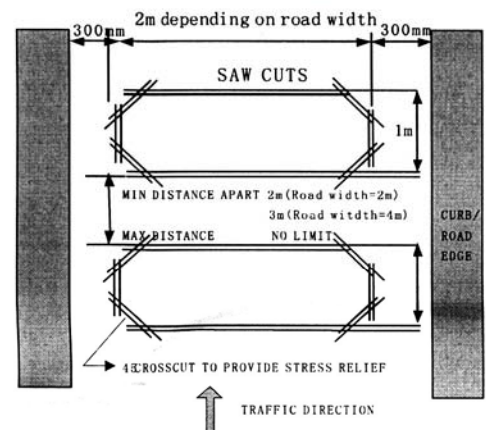 2m depending on road width
300mm
300mm
SAW CUTS
1m
MIN DISTANCE APART 2m(Road width=2m)
3m(Road witdth=4m)
CURB/
ROAD
EDGE
MAX DISTANCE NO LIMIT
CROSSCUT TO PROVIDE STRESS RELIEF
TRAFFIC DIRECTION